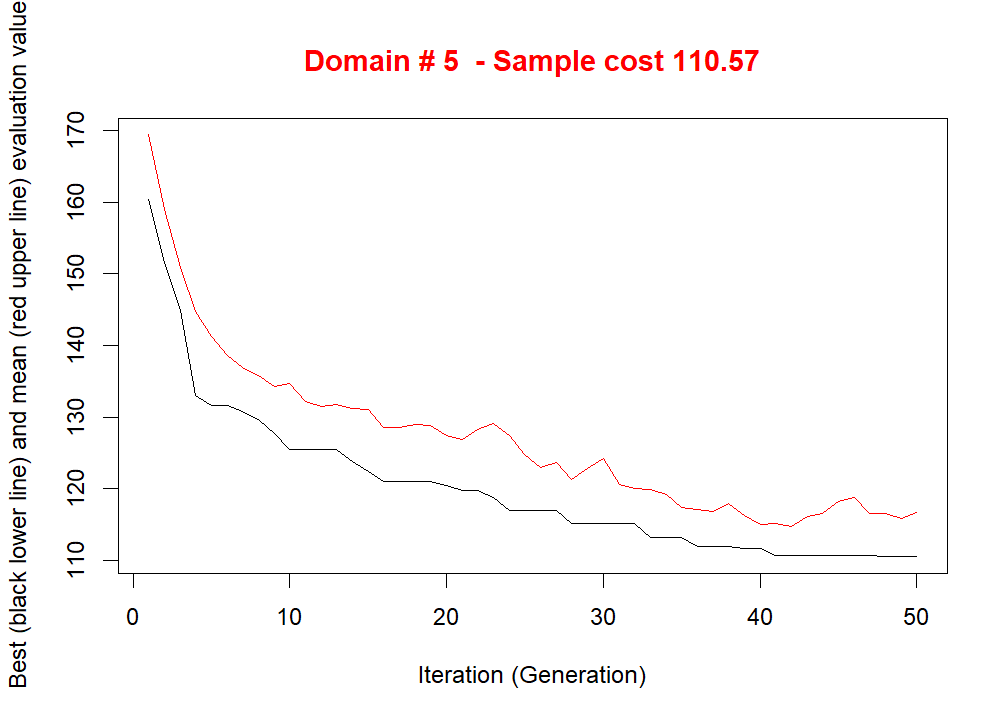 Domain # 5  - Sample cost 110.57
Best (black lower line) and mean (red upper line) evaluation value
170
160
150
140
130
120
110
0 10 20 30 40 50
Iteration (Generation)